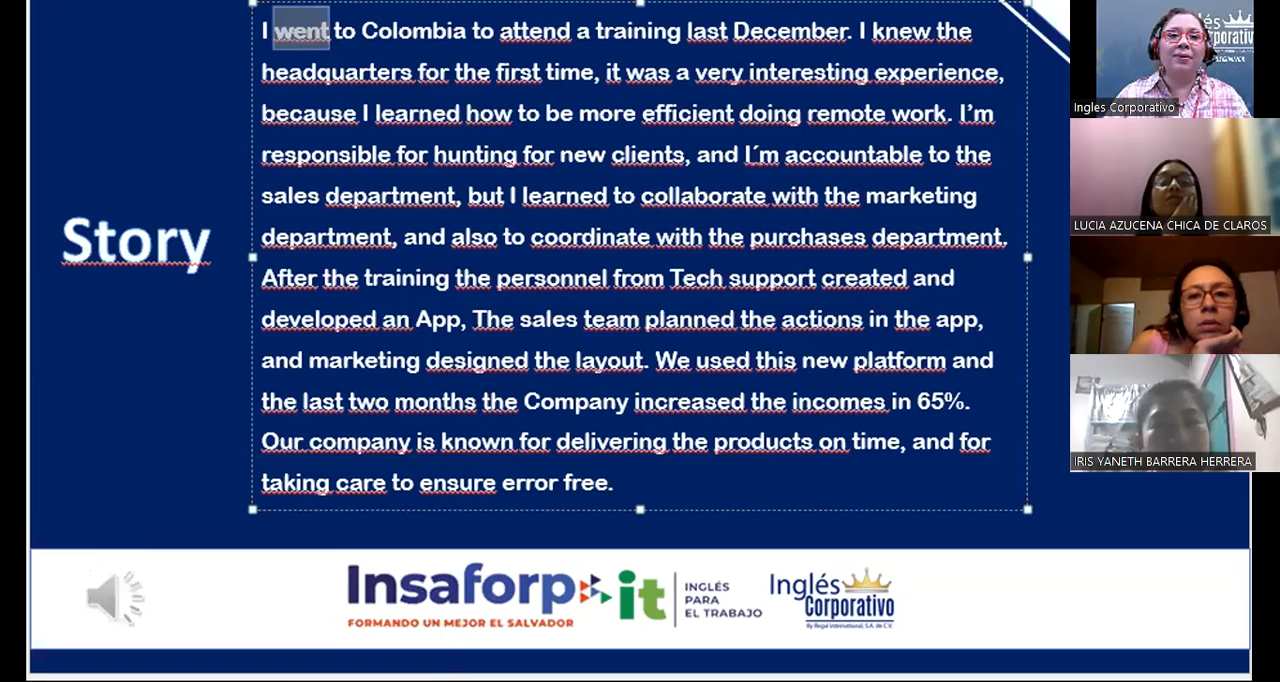 Story
I went to Colombia to attend a training last December. I knew the
headquarters for the first time, it was a very interesting experience,
because I learned how to be more efficient doing remote work. I’m
responsible for hunting for new clients, and I´m accountable to the
sales department, but I learned to collaborate with the marketing
department, and also to coordinate with the purchases department.
After the training the personnel from Tech support created and
developed an App, The sales team planned the actions in the app,
and marketing designed the layout. We used this new platform and
the last two months the Company increased the incomes in 65%.
Our company is known for delivering the products on time, and for
taking care to ensure error free.
Insaforp
FORMANDO UN MEJOR EL SALVADOR
it
INGLÉS
PARA
EL TRABAJO
Inglés
Corporativo
By Regal International, S.A. de C.V.
Ingles Corporativo
LUCIA AZUCENA CHICA DE CLAROS
IRIS YANETH BARRERA HERRERA